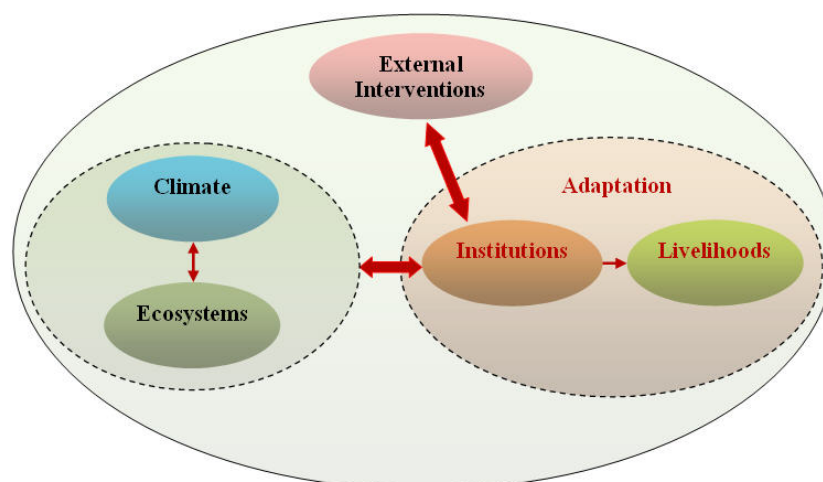 External
Interventions
Climate
Ecosystems
Adaptation
Institutions
Livelihoods